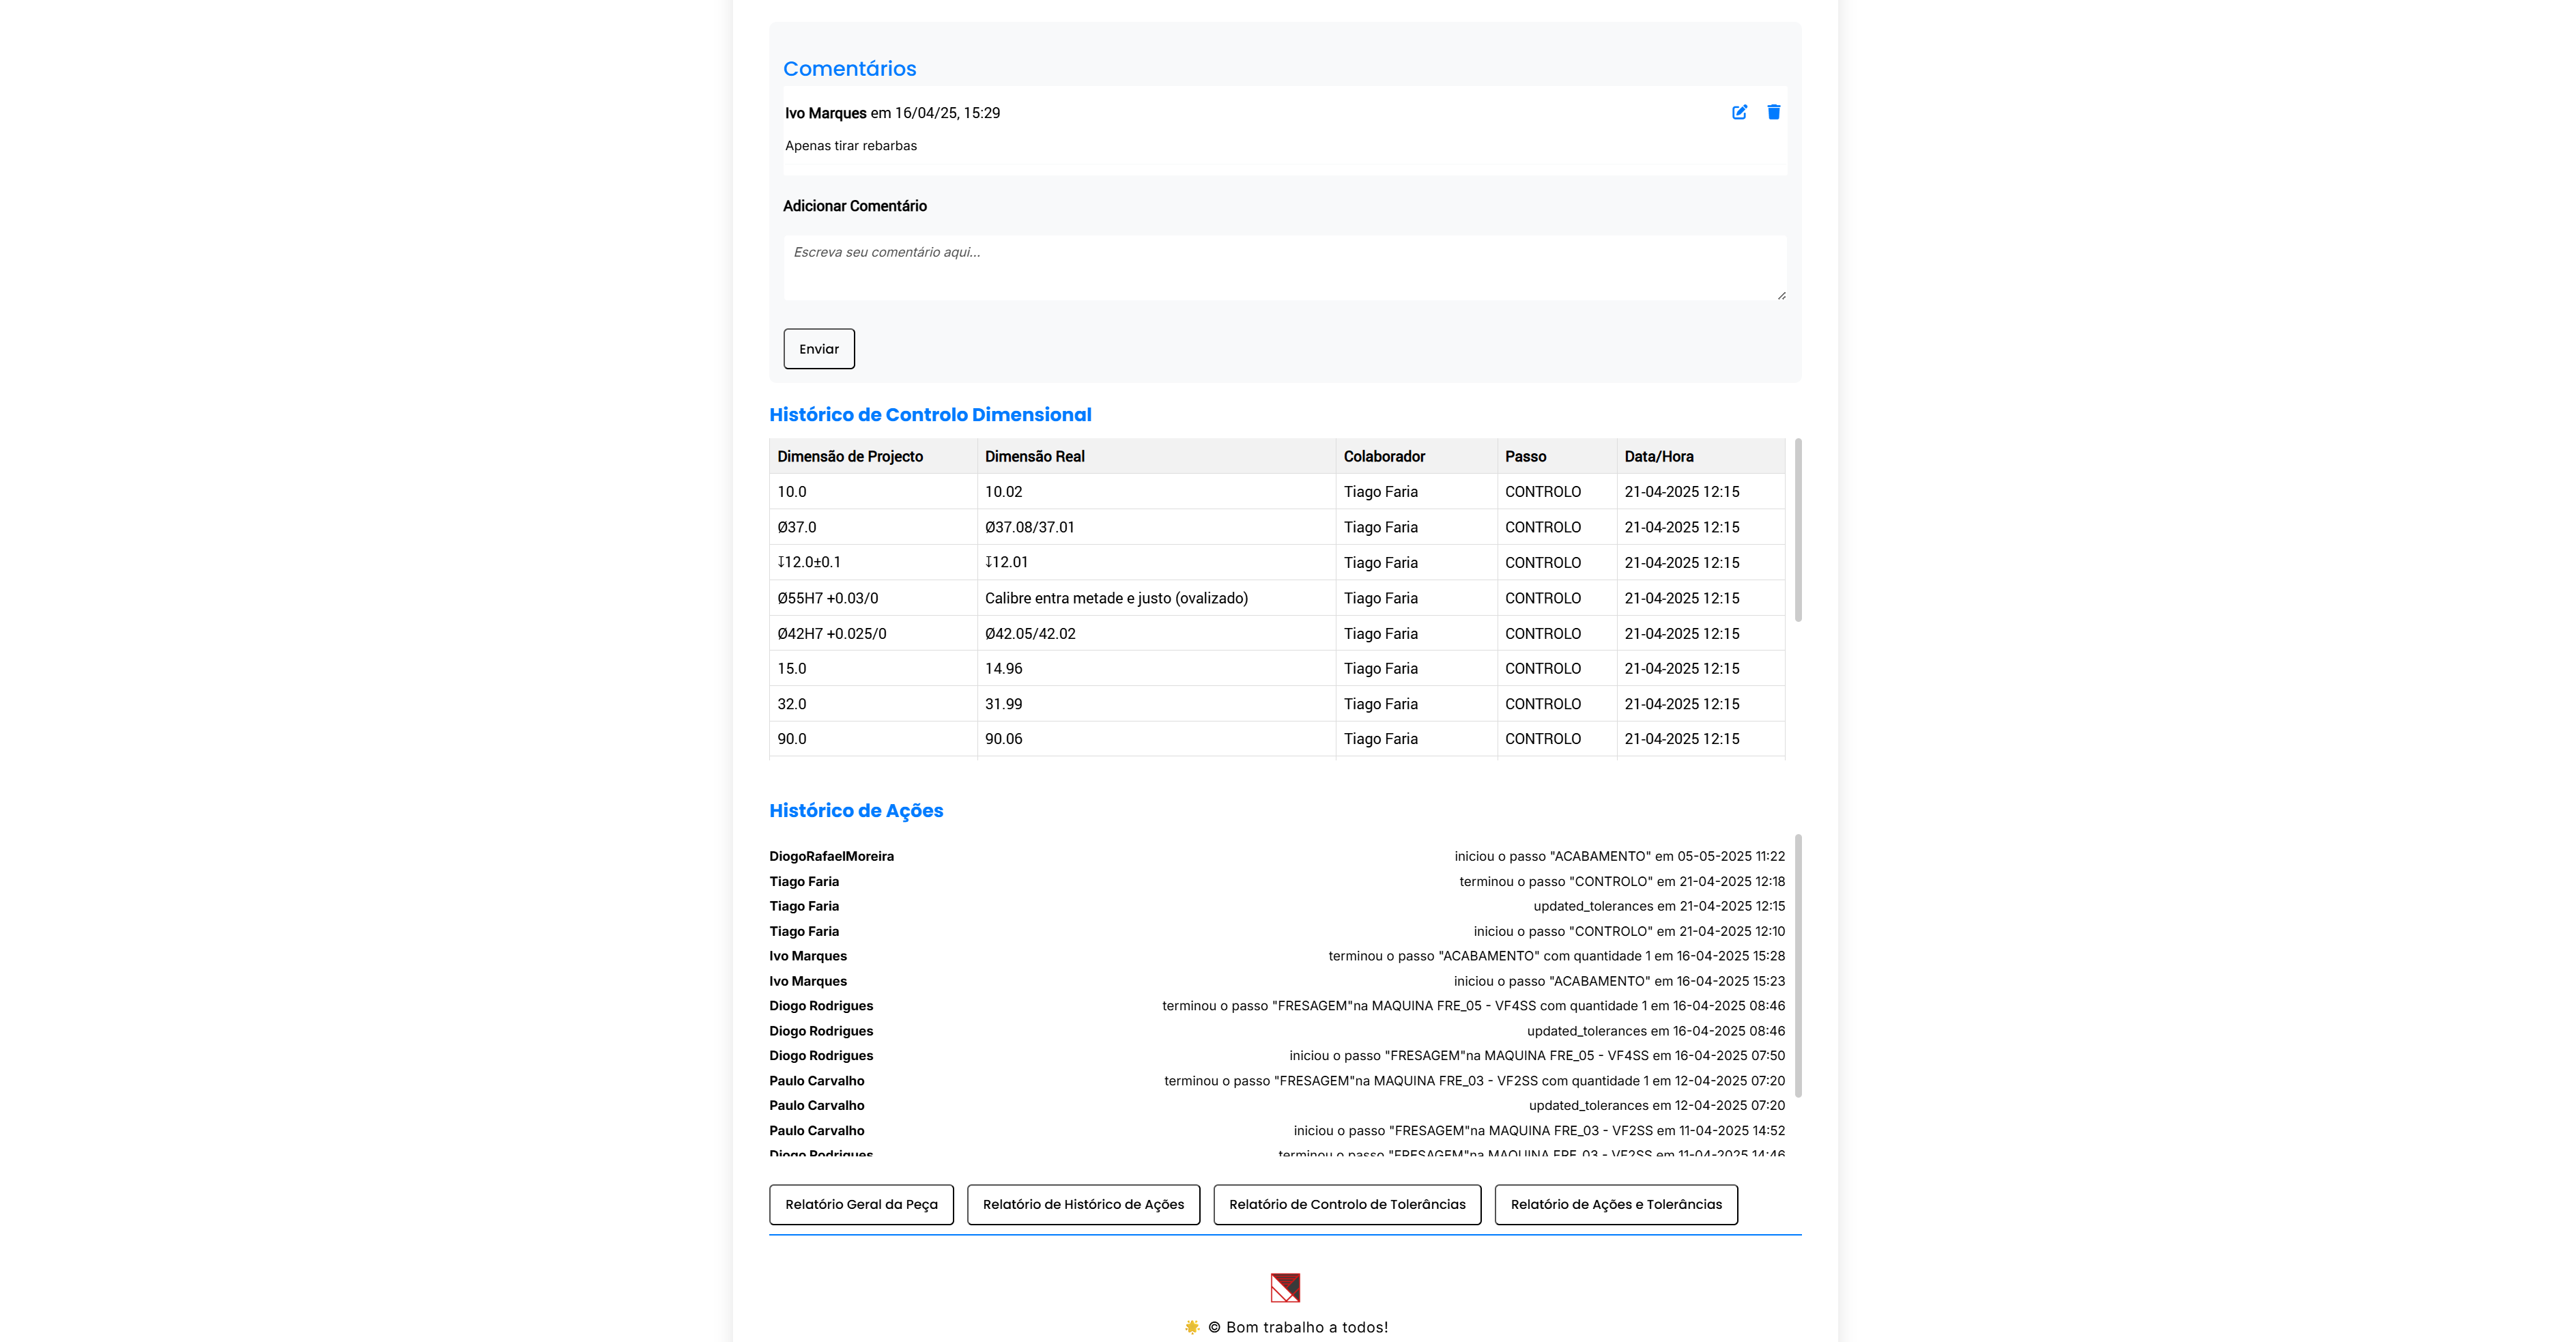 Comentários
Ivo Marques em 16/04/25, 15:29
Apenas tirar rebarbas
Adicionar Comentário
Escreva seu comentário aqui...
Enviar
Histórico de Controlo Dimensional
Dimensão de Projecto Dimensão Real Colaborador Passo Data/Hora
10.0 10.02 Tiago Faria CONTROLO 21-04-2025 12:15
Ø37.0 Ø37.08/37.01 Tiago Faria CONTROLO 21-04-2025 12:15
↧12.0±0.1 ↧12.01 Tiago Faria CONTROLO 21-04-2025 12:15
Ø55H7 +0.03/0 Calibre entra metade e justo (ovalizado) Tiago Faria CONTROLO 21-04-2025 12:15
Ø42H7 +0.025/0 Ø42.05/42.02 Tiago Faria CONTROLO 21-04-2025 12:15
15.0 14.96 Tiago Faria CONTROLO 21-04-2025 12:15
32.0 31.99 Tiago Faria CONTROLO 21-04-2025 12:15
90.0 90.06 Tiago Faria CONTROLO 21-04-2025 12:15
Histórico de Ações
DiogoRafaelMoreira iniciou o passo "ACABAMENTO" em 05-05-2025 11:22
Tiago Faria terminou o passo "CONTROLO" em 21-04-2025 12:18
Tiago Faria updated_tolerances em 21-04-2025 12:15
Tiago Faria iniciou o passo "CONTROLO" em 21-04-2025 12:10
Ivo Marques terminou o passo "ACABAMENTO" com quantidade 1 em 16-04-2025 15:28
Ivo Marques iniciou o passo "ACABAMENTO" em 16-04-2025 15:23
Diogo Rodrigues terminou o passo "FRESAGEM"na MAQUINA FRE_05 - VF4SS com quantidade 1 em 16-04-2025 08:46
Diogo Rodrigues updated_tolerances em 16-04-2025 08:46
Diogo Rodrigues iniciou o passo "FRESAGEM"na MAQUINA FRE_05 - VF4SS em 16-04-2025 07:50
Paulo Carvalho terminou o passo "FRESAGEM"na MAQUINA FRE_03 - VF2SS com quantidade 1 em 12-04-2025 07:20
Paulo Carvalho updated_tolerances em 12-04-2025 07:20
Paulo Carvalho iniciou o passo "FRESAGEM"na MAQUINA FRE_03 - VF2SS em 11-04-2025 14:52
Diogo Rodrigues terminou o passo "FRESAGEM"na MAQUINA FRE_03 - VF2SS em 11-04-2025 14:46
Relatório Geral da Peça Relatório de Histórico de Ações Relatório de Controlo de Tolerâncias Relatório de Ações e Tolerâncias
🌟 © Bom trabalho a todos!